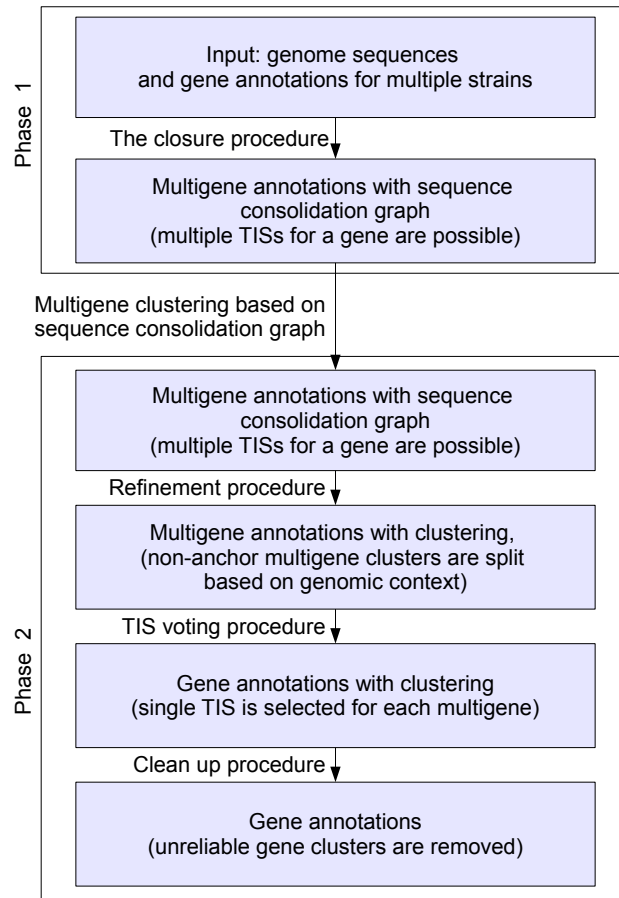 Phase 1
Input: genome sequences
and gene annotations for multiple strains
The closure procedure
Multigene annotations with sequence
consolidation graph
(multiple TISs for a gene are possible)
Multigene clustering based on
sequence consolidation graph
Phase 2
Multigene annotations with sequence
consolidation graph
(multiple TISs for a gene are possible)
Refinement procedure
Multigene annotations with clustering,
(non-anchor multigene clusters are split
based on genomic context)
TIS voting procedure
Gene annotations with clustering
(single TIS is selected for each multigene)
Clean up procedure
Gene annotations
(unreliable gene clusters are removed)